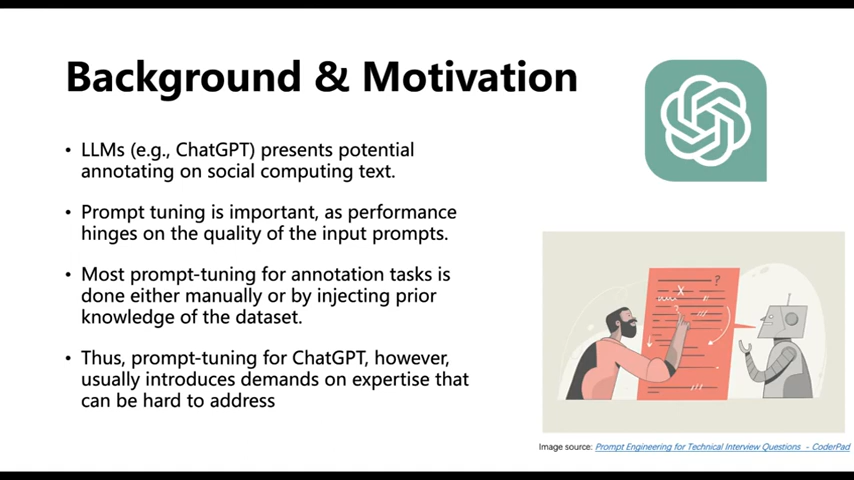 Background & Motivation
• LLMs (e.g., ChatGPT) presents potential
annotating on social computing text.
• Prompt tuning is important, as performance
hinges on the quality of the input prompts.
• Most prompt-tuning for annotation tasks is
done either manually or by injecting prior
knowledge of the dataset.
• Thus, prompt-tuning for ChatGPT, however,
usually introduces demands on expertise that
can be hard to address
?
Image source: Prompt Engineering for Technical Interview Questions - CoderPad